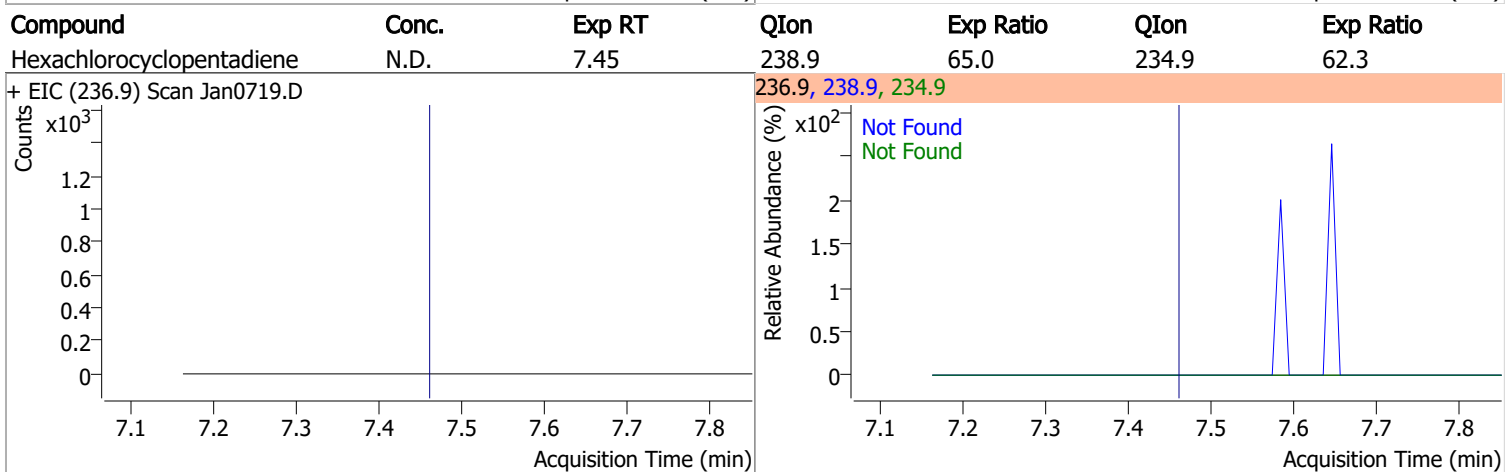 Compound Conc. Exp RT QIon Exp Ratio QIon Exp Ratio
Hexachlorocyclopentadiene N.D. 7.45 238.9 65.0 234.9 62.3
+ EIC (236.9) Scan Jan0719.D
Counts
x10³
1.2
1
0.8
0.6
0.4
0.2
0
7.1 7.2 7.3 7.4 7.5 7.6 7.7 7.8
Acquisition Time (min)
236.9, 238.9, 234.9
Relative Abundance (%)
x10²
Not Found
Not Found
2
1.5
1
0.5
0
7.1 7.2 7.3 7.4 7.5 7.6 7.7 7.8
Acquisition Time (min)